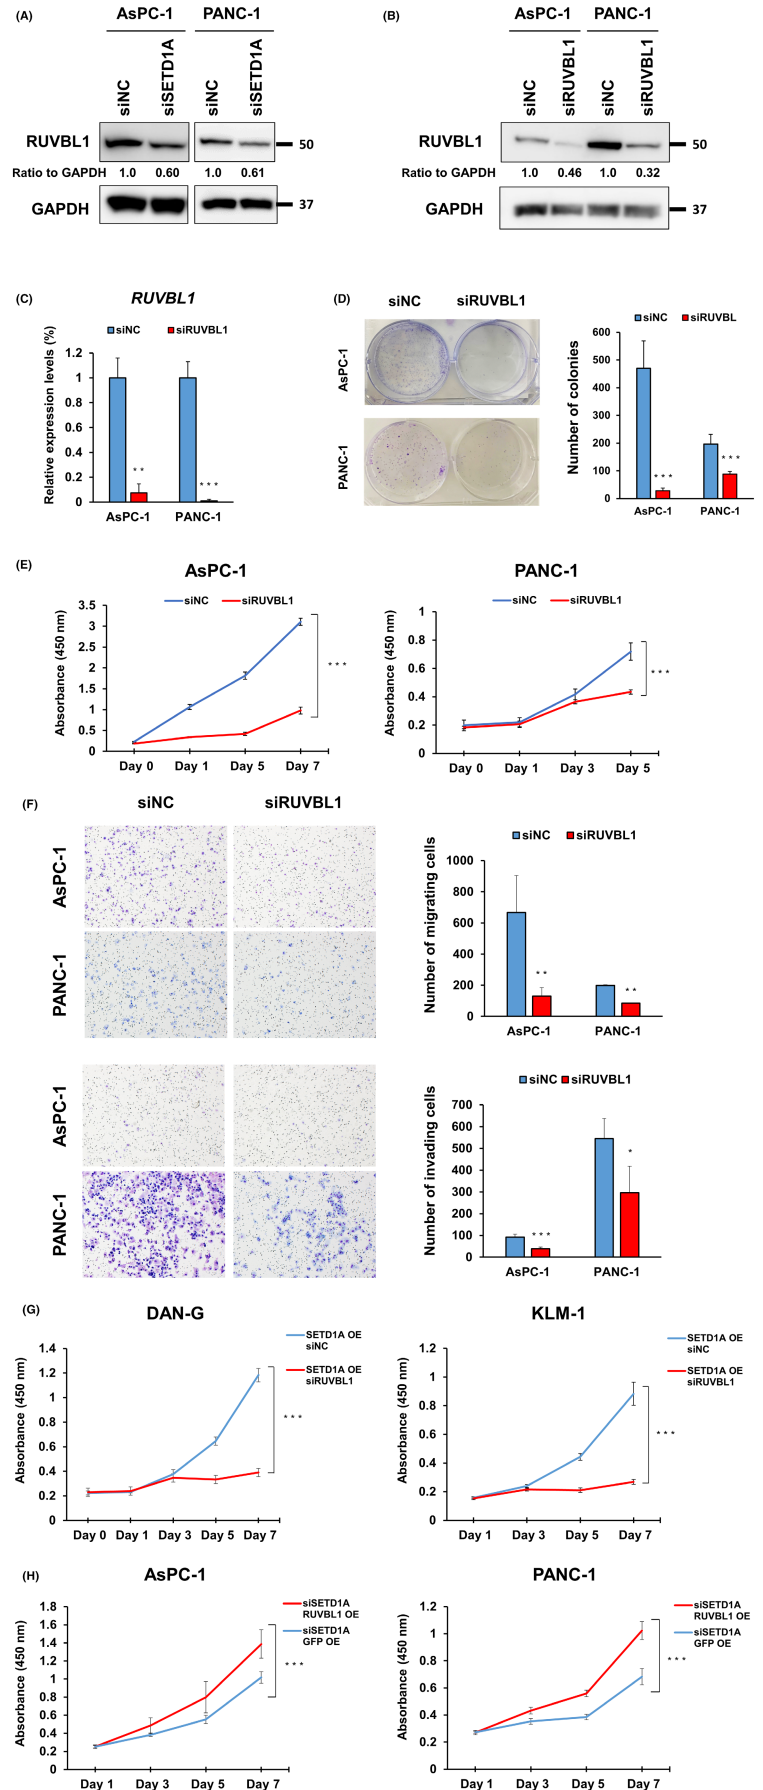 (A)
AsPC-1 PANC-1
siNC siSETD1A siNC siSETD1A
RUVBL1 50
Ratio to GAPDH 1.0 0.60 1.0 0.61
GAPDH 37
(B)
AsPC-1 PANC-1
siNC siRUVBL1 siNC siRUVBL1
RUVBL1 50
Ratio to GAPDH 1.0 0.46 1.0 0.32
GAPDH 37
(C)
RUVBL1
siNC siRUVBL1
Relative expression levels (%)
1.2
1
0.8
0.6
0.4
0.2
0
* *
* * *
AsPC-1 PANC-1
(D)
siNC siRUVBL1
AsPC-1
PANC-1
siNC siRUVBL
Number of colonies
600
500
400
300
200
100
0
* * *
* * *
AsPC-1 PANC-1
(E)
AsPC-1
siNC siRUVBL1
Absorbance (450 nm)
3.5
3
2.5
2
1.5
1
0.5
0
* * *
Day 0 Day 1 Day 5 Day 7
PANC-1
siNC siRUVBL1
Absorbance (450 nm)
1
0.8
0.6
0.4
0.2
0
* * *
Day 0 Day 1 Day 3 Day 5
(F)
siNC siRUVBL1
AsPC-1
PANC-1
AsPC-1
PANC-1
siNC siRUVBL1
Number of migrating cells
1000
800
600
400
200
0
* *
* *
AsPC-1 PANC-1
siNC siRUVBL1
Number of invading cells
700
600
500
400
300
200
100
0
* * *
*
AsPC-1 PANC-1
(G)
DAN-G
SETD1A OE
siNC
SETD1A OE
siRUVBL1
Absorbance (450 nm)
1.4
1.2
1
0.8
0.6
0.4
0.2
0
* * *
Day 0 Day 1 Day 3 Day 5 Day 7
KLM-1
SETD1A OE
siNC
SETD1A OE
siRUVBL1
Absorbance (450 nm)
1.2
1
0.8
0.6
0.4
0.2
0
* * *
Day 1 Day 3 Day 5 Day 7
(H)
AsPC-1
siSETD1A
RUVBL1 OE
siSETD1A
GFP OE
Absorbance (450 nm)
1.8
1.6
1.4
1.2
1
0.8
0.6
0.4
0.2
0
* * *
Day 1 Day 3 Day 5 Day 7
PANC-1
siSETD1A
RUVBL1 OE
siSETD1A
GFP OE
Absorbance (450 nm)
1.2
1
0.8
0.6
0.4
0.2
0
* * *
Day 1 Day 3 Day 5 Day 7